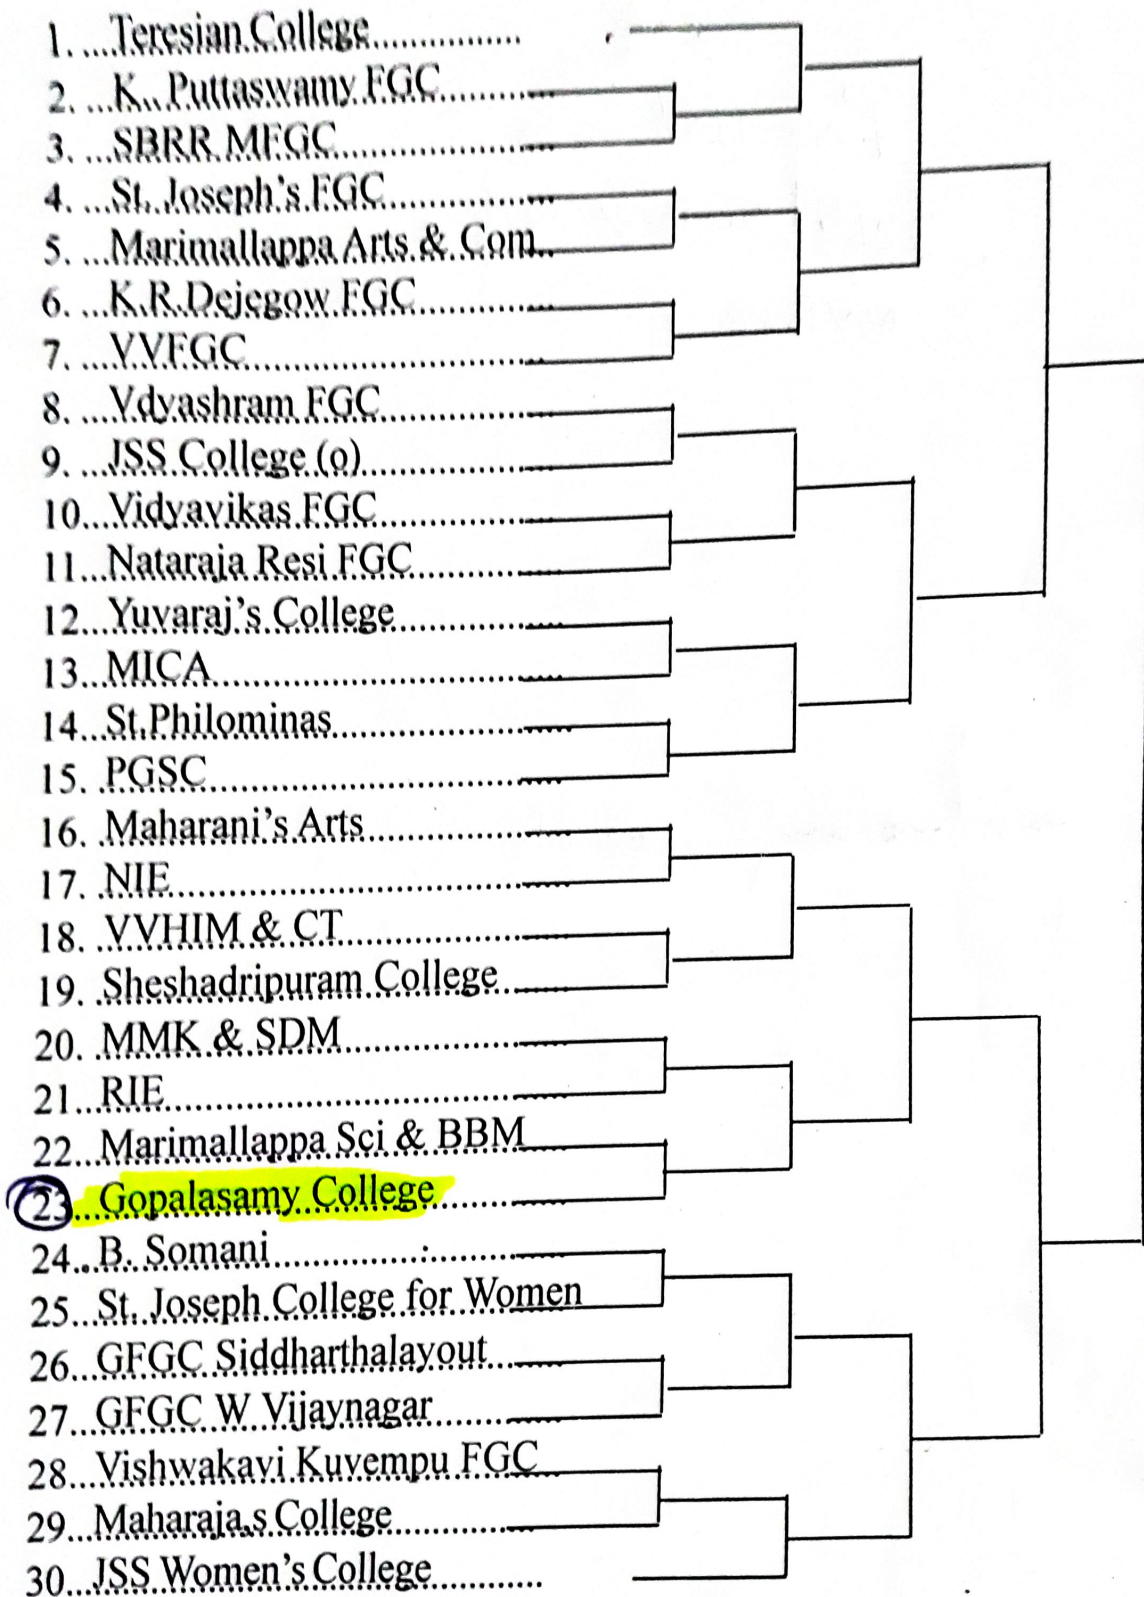 1. ....Teresian College................
2. ...K.. Puttaswamy FGC................
3. ...SBRR MFGC................
4. ...St. Joseph's FGC................
5. ...Marimallappa Arts & Com..
6. ...K.R.Dejegow FGC................
7. ....VVFGC................
8. ....Vdyashram FGC................
9. ...JSS College (o)................
10....Vidyavikas FGC................
11...Nataraja Resi FGC................
12...Yuvaraj's College................
13...MICA................
14...St.Philominas................
15. .PGSC................
16. .Maharani's Arts................
17. .NIE................
18. .VVHIM & CT................
19. .Sheshadripuram College................
20. .MMK & SDM................
21...RIE................
22...Marimallappa Sci & BBM
23....Gopalasamy College................
24...B. Somani................
25...St. Joseph College for Women
26...GFGC Siddharthalayout................
27...GFGC W Vijaynagar................
28...Vishwakavi Kuvempu FGC
29...Maharaja,s College................
30...JSS Women's College............